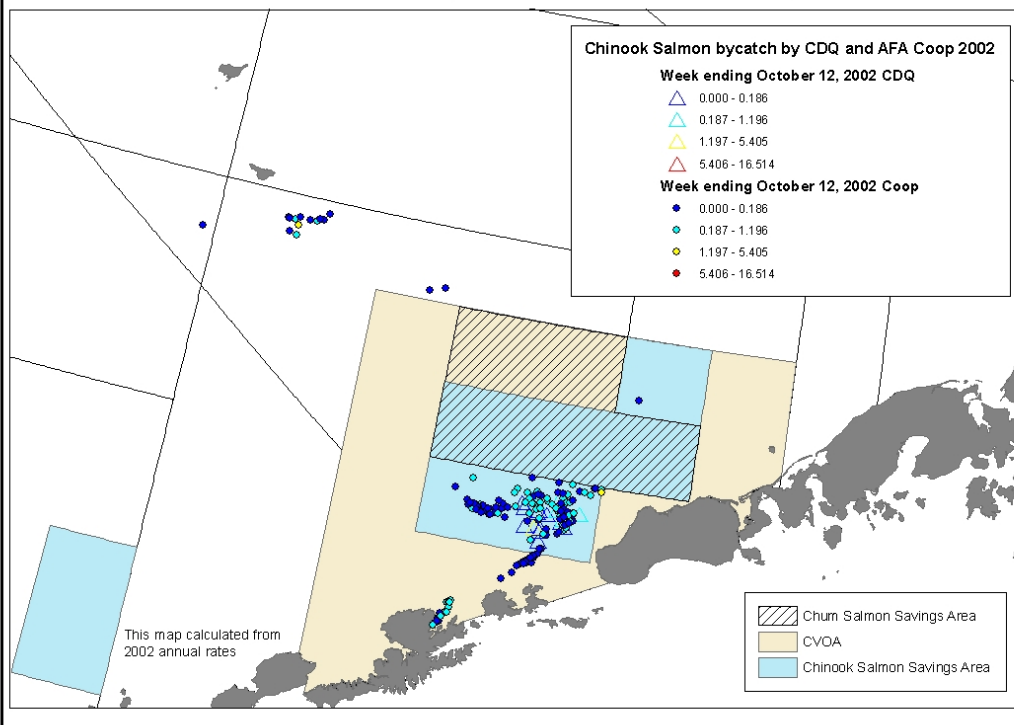 Chinook Salmon bycatch by CDQ and AFA Coop 2002
Week ending October 12, 2002 CDQ
0.000 - 0.186
0.187 - 1.196
1.197 - 5.405
5.406 - 16.514
Week ending October 12, 2002 Coop
0.000 - 0.186
0.187 - 1.196
1.197 - 5.405
5.406 - 16.514
This map calculated from
2002 annual rates
Chum Salmon Savings Area
CVOA
Chinook Salmon Savings Area